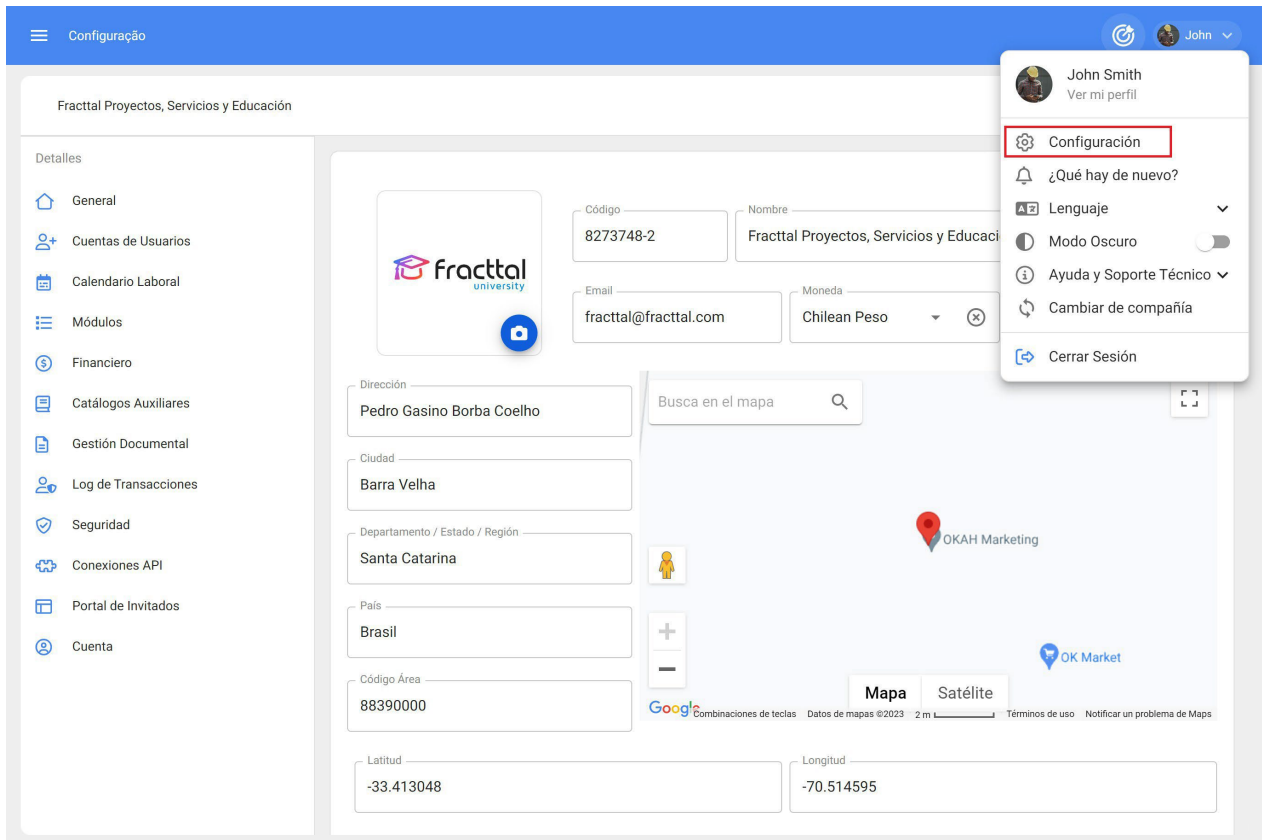 Configuração
John
John Smith
Ver mi perfil
Configuración
¿Qué hay de nuevo?
Lenguaje
Modo Oscuro
Ayuda y Soporte Técnico
Cambiar de compañía
Cerrar Sesión
Fracttal Proyectos, Servicios y Educación
Detalles
General
Cuentas de Usuarios
Calendario Laboral
Módulos
Financiero
Catálogos Auxiliares
Gestión Documental
Log de Transacciones
Seguridad
Conexiones API
Portal de Invitados
Cuenta
fracttal
university
Código
8273748-2
Nombre
Fracttal Proyectos, Servicios y Educaci
Email
fracttal@fracttal.com
Moneda
Chilean Peso
Dirección
Pedro Gasino Borba Coelho
Ciudad
Barra Velha
Departamento / Estado / Región
Santa Catarina
País
Brasil
Código Área
88390000
Busca en el mapa
OKAH Marketing
OK Market
Mapa Satélite
Google Combinaciones de teclas Datos de mapas ©2023 2 m Términos de uso Notificar un problema de Maps
Latitud
-33.413048
Longitud
-70.514595